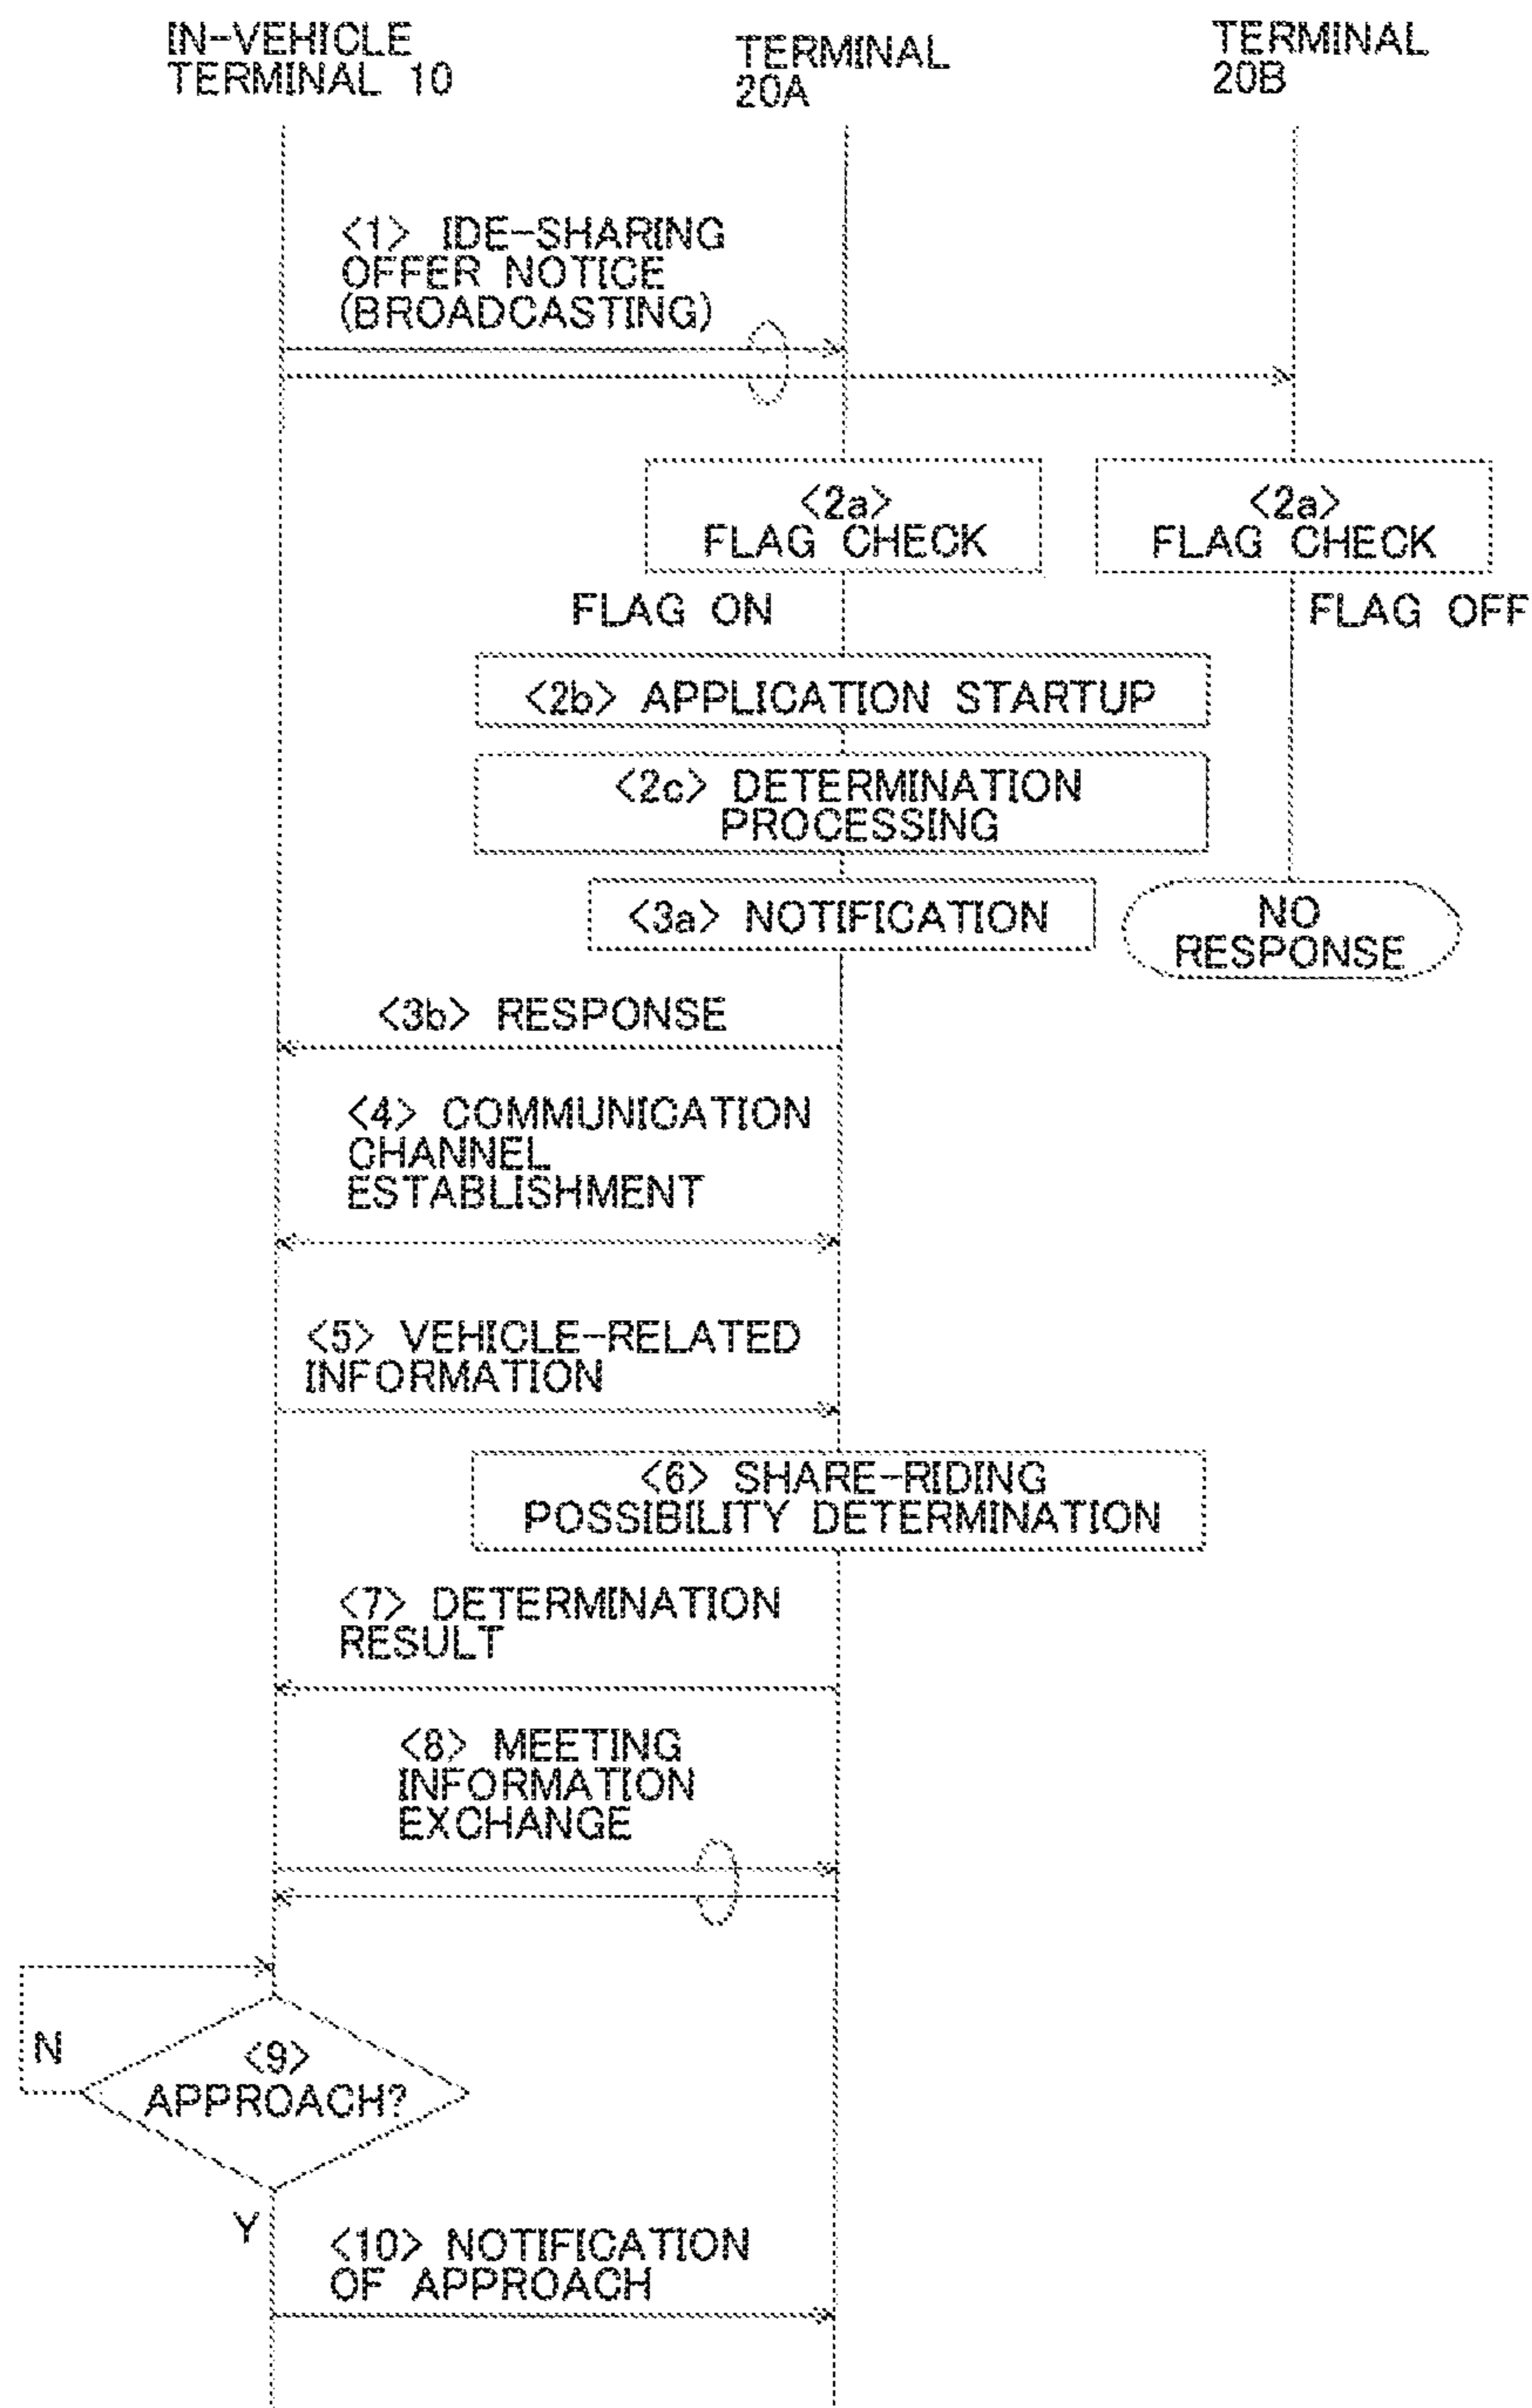 IN-VEHICLE
TERMINAL 10
TERMINAL
20A
TERMINAL
20B
<1> IDE-SHARING
OFFER NOTICE
(BROADCASTING)
<2a>
FLAG CHECK
<2a>
FLAG CHECK
FLAG ON
FLAG OFF
<2b> APPLICATION STARTUP
<2c> DETERMINATION
PROCESSING
<3a> NOTIFICATION
NO
RESPONSE
<3b> RESPONSE
<4> COMMUNICATION
CHANNEL
ESTABLISHMENT
<5> VEHICLE-RELATED
INFORMATION
<6> SHARE-RIDING
POSSIBILITY DETERMINATION
<7> DETERMINATION
RESULT
<8> MEETING
INFORMATION
EXCHANGE
N
<9>
APPROACH?
Y
<10> NOTIFICATION
OF APPROACH